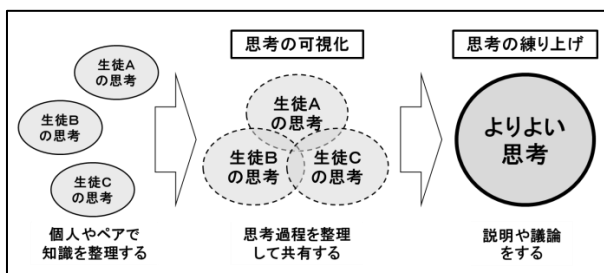 思考の可視化
思考の練り上げ
生徒A
の思考
生徒B
の思考
生徒C
の思考
生徒A
の思考
生徒B
の思考
生徒C
の思考
よりよい
思考
個人やペアで
知識を整理する
思考過程を整理
して共有する
説明や議論
をする